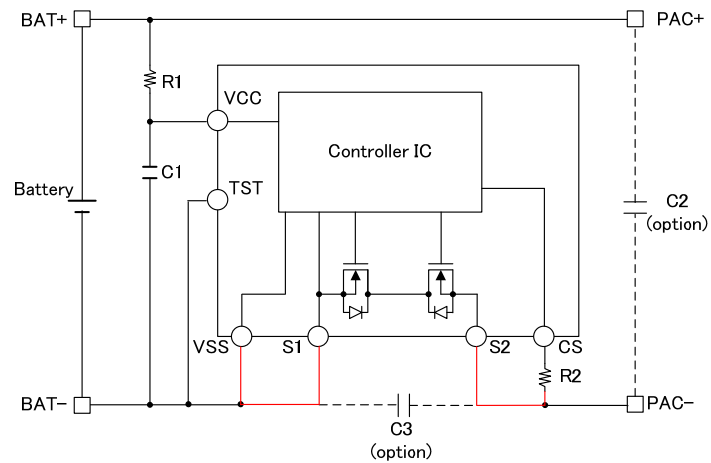 BAT+
PAC+
R1
VCC
Controller IC
C1
TST
Battery
C2
(option)
VSS
S1
S2
CS
R2
BAT-
PAC-
C3
(option)